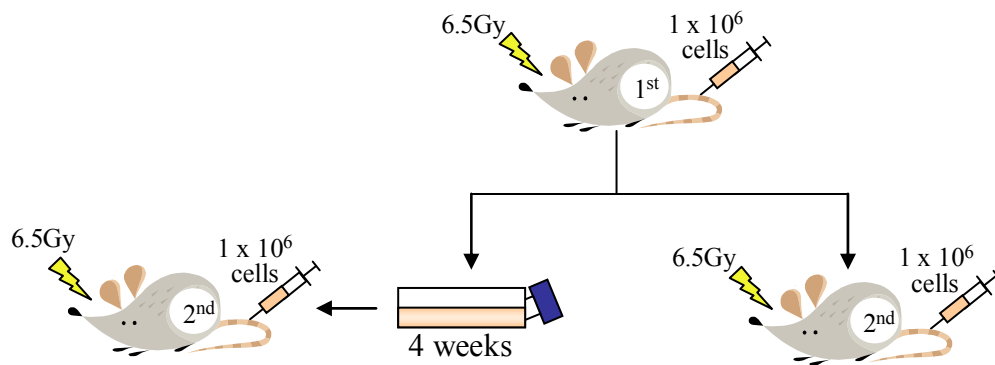 6.5Gy
1 x 10⁶
cells
1ˢᵗ
6.5Gy
1 x 10⁶
cells
2ⁿᵈ
4 weeks
6.5Gy
1 x 10⁶
cells
2ⁿᵈ